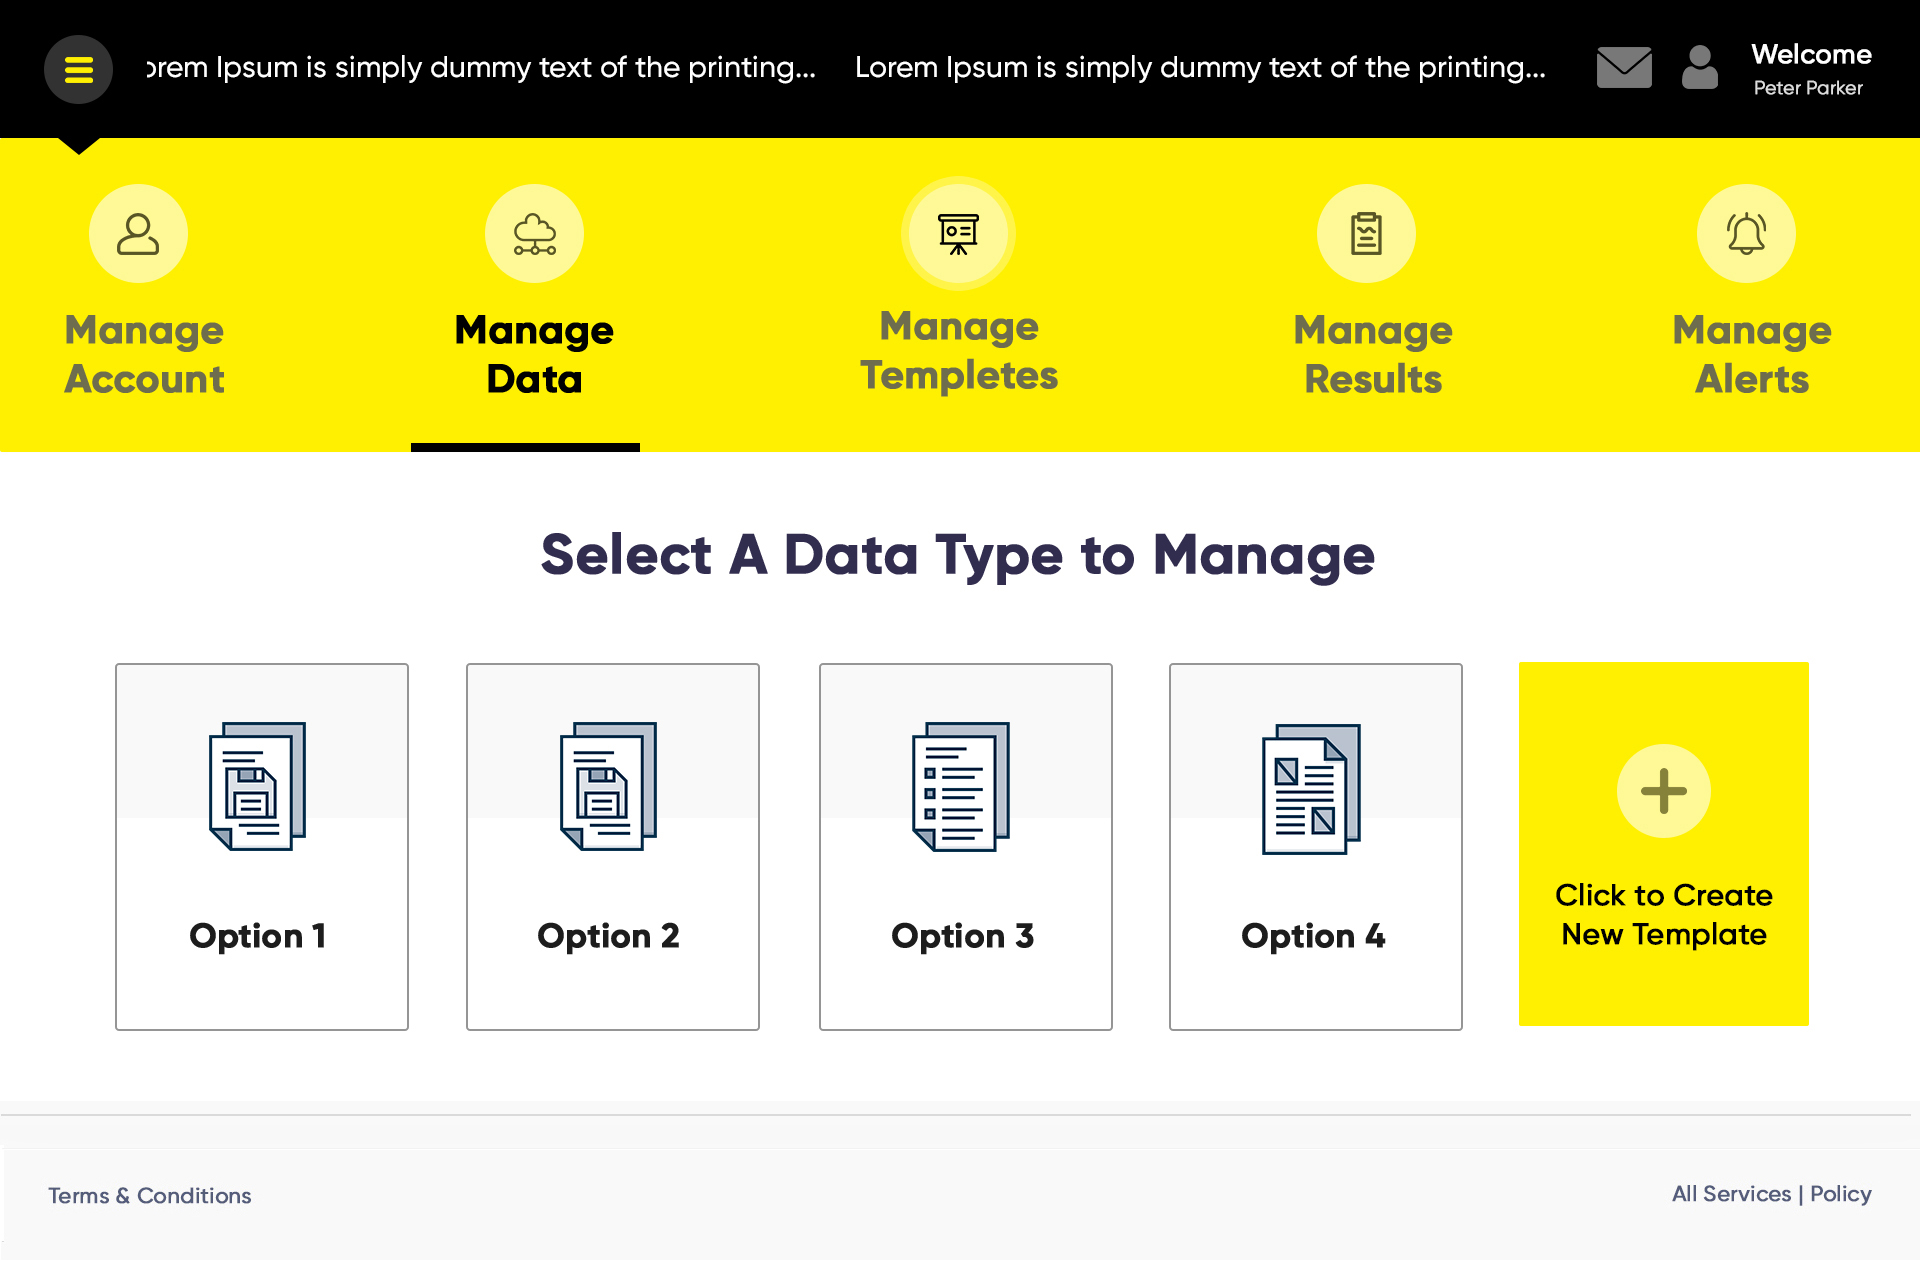 orem Ipsum is simply dummy text of the printing... Lorem Ipsum is simply dummy text of the printing...
Welcome
Peter Parker
Manage
Account
Manage
Data
Manage
Templetes
Manage
Results
Manage
Alerts
Select A Data Type to Manage
Option 1
Option 2
Option 3
Option 4
Click to Create
New Template
Terms & Conditions
All Services | Policy